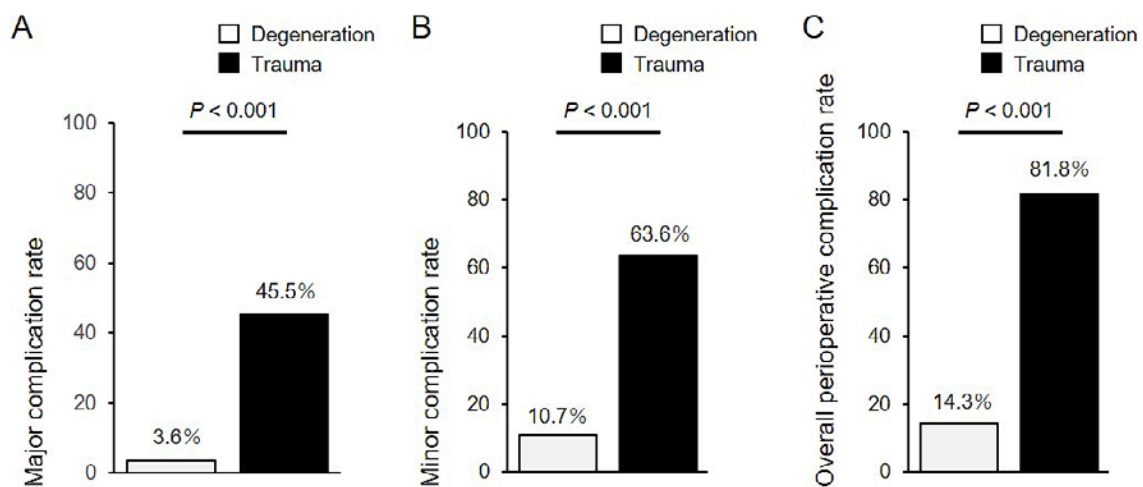 A
Degeneration
Trauma
P < 0.001
Major complication rate
100
80
60
40
20
0
3.6%
45.5%
B
Degeneration
Trauma
P < 0.001
Minor complication rate
100
80
60
40
20
0
10.7%
63.6%
C
Degeneration
Trauma
P < 0.001
Overall perioperative complication rate
100
80
60
40
20
0
14.3%
81.8%